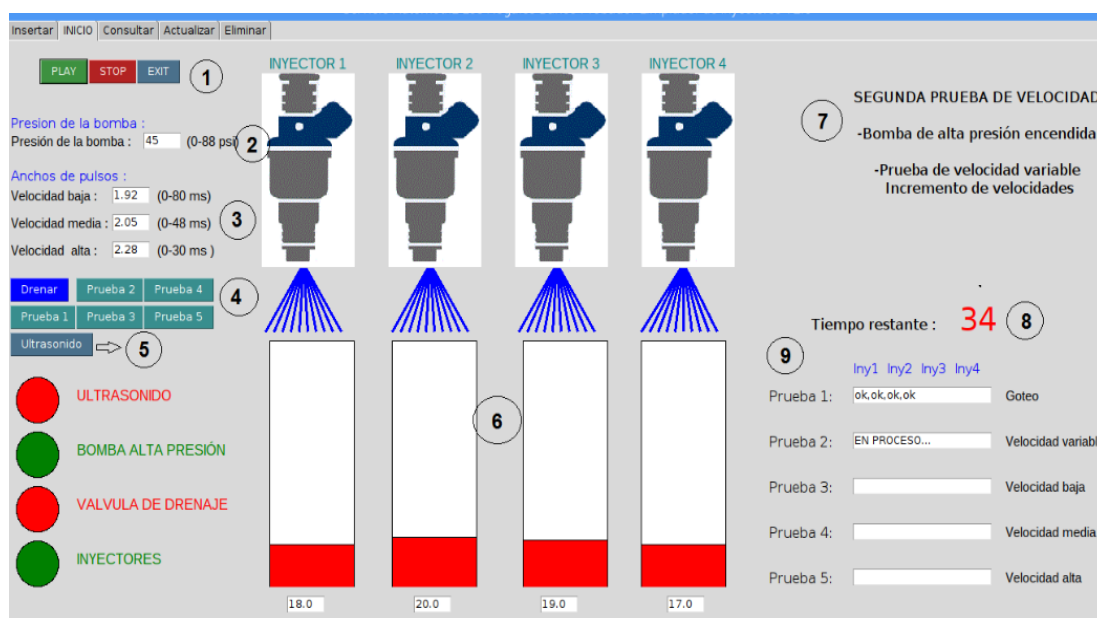 Insertar INICIO Consultar Actualizar Eliminar
PLAY STOP EXIT 1
INYECTOR 1 INYECTOR 2 INYECTOR 3 INYECTOR 4
Presion de la bomba :
Presión de la bomba : 45 (0-88 psi) 2
Anchos de pulsos :
Velocidad baja : 1.92 (0-80 ms)
Velocidad media : 2.05 (0-48 ms) 3
Velocidad alta : 2.28 (0-30 ms )
Drenar Prueba 2 Prueba 4 4
Prueba 1 Prueba 3 Prueba 5
Ultrasonido 5
ULTRASONIDO
BOMBA ALTA PRESIÓN
VALVULA DE DRENAJE
INYECTORES
6
18.0 20.0 19.0 17.0
7
SEGUNDA PRUEBA DE VELOCIDAD
-Bomba de alta presión encendida
-Prueba de velocidad variable
Incremento de velocidades
Tiempo restante : 34 8
9
Iny1 Iny2 Iny3 Iny4
Prueba 1: ok,ok,ok,ok Goteo
Prueba 2: EN PROCESO... Velocidad variabl
Prueba 3: Velocidad baja
Prueba 4: Velocidad media
Prueba 5: Velocidad alta